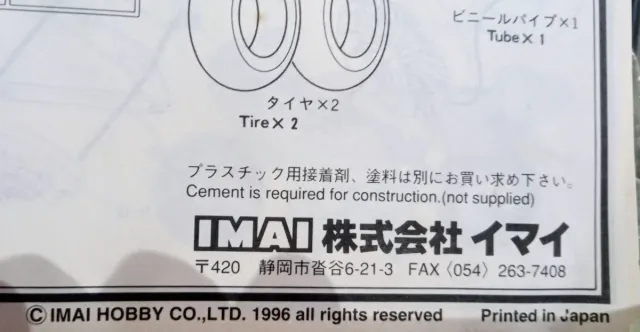 ビニールパイプ×1
Tube×1
タイヤ×2
Tire×2
プラスチック用接着剤、塗料は別にお買い求め下さい。
Cement is required for construction.(not supplied)
IMAI 株式会社 イマイ
〒420 静岡市沓谷6-21-3 FAX〈054〉263-7408
©IMAI HOBBY CO.,LTD. 1996 all rights reserved Printed in Japan